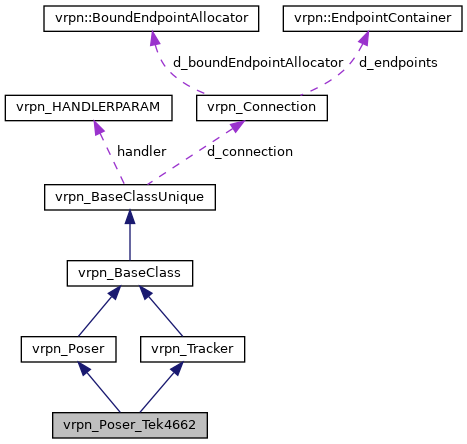 vrpn::BoundEndpointAllocator
vrpn::EndpointContainer
d_boundEndpointAllocator
d_endpoints
vrpn_HANDLERPARAM
vrpn_Connection
handler
d_connection
vrpn_BaseClassUnique
vrpn_BaseClass
vrpn_Poser
vrpn_Tracker
vrpn_Poser_Tek4662